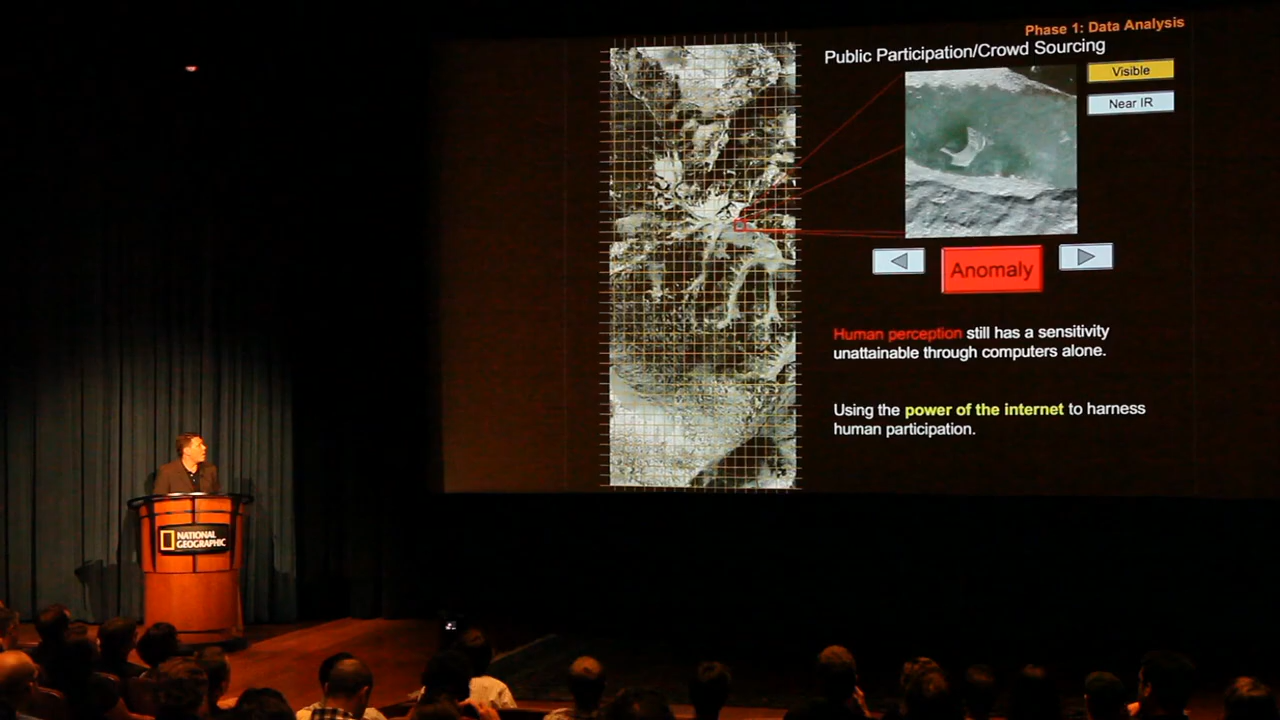 Phase 1: Data Analysis
Public Participation/Crowd Sourcing
Visible
Near IR
Anomaly
Human perception still has a sensitivity
unattainable through computers alone.
Using the power of the internet to harness
human participation.
NATIONAL
GEOGRAPHIC